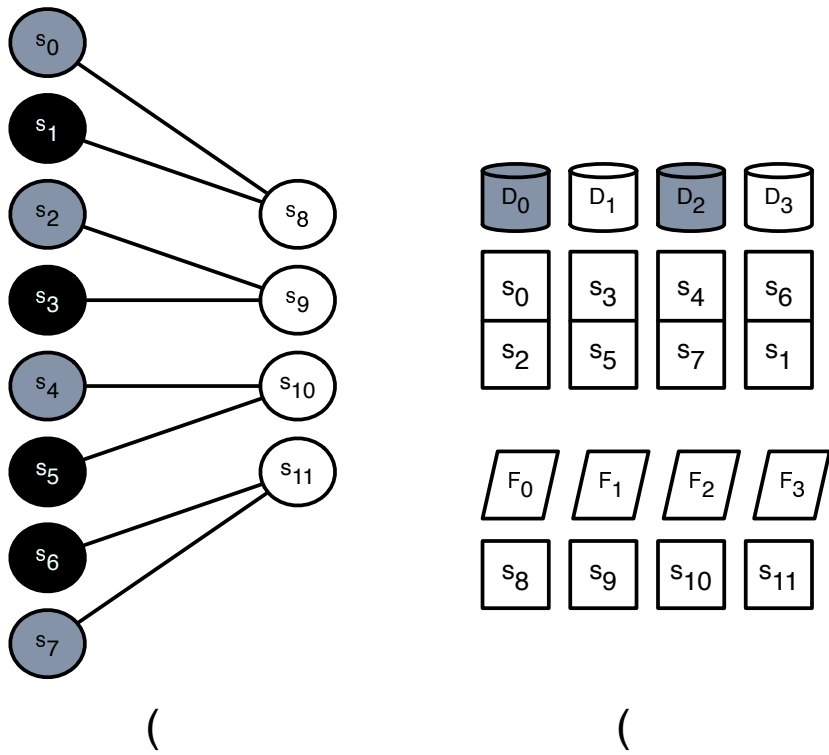 s0
s1
s2
s3
s4
s5
s6
s7
s8
s9
s10
s11
D0 D1 D2 D3
s0 s3 s4 s6
s2 s5 s7 s1
F0 F1 F2 F3
s8 s9 s10 s11
( (